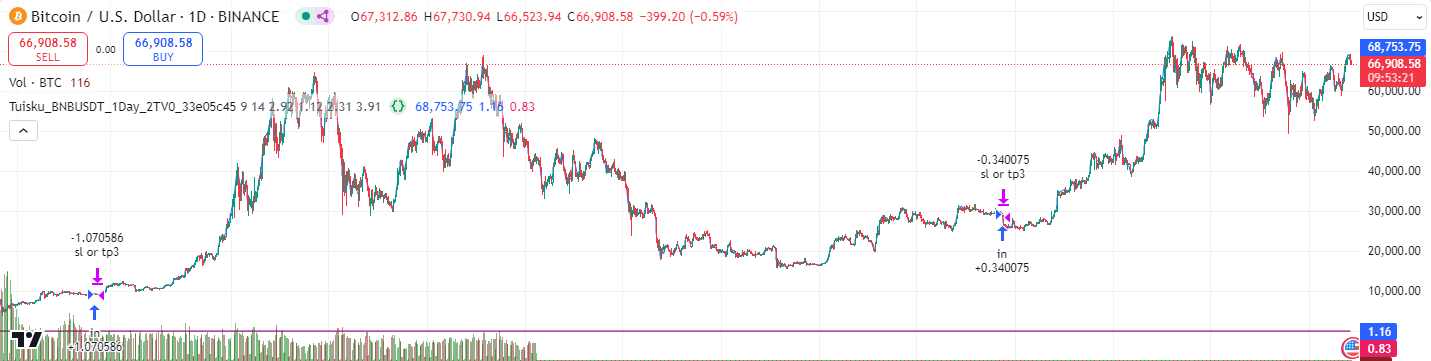 Bitcoin / U.S. Dollar · 1D · BINANCE O67,312.86 H67,730.94 L66,523.94 C66,908.58 −399.20 (−0.59%)
USD
66,908.58 0.00 66,908.58
SELL BUY
68,753.75
66,908.58
09:53:21
60,000.00
Vol · BTC 116
Tuisku_BNBUSDT_1Day_2TV0_33e05c45 9 14 2.92 1.12 2.31 3.91 68,753.75 1.16 0.83
50,000.00
40,000.00
30,000.00
20,000.00
10,000.00
-0.340075
sl or tp3
in
+0.340075
-1.070586
sl or tp3
in
+1.070586
1.16
0.83